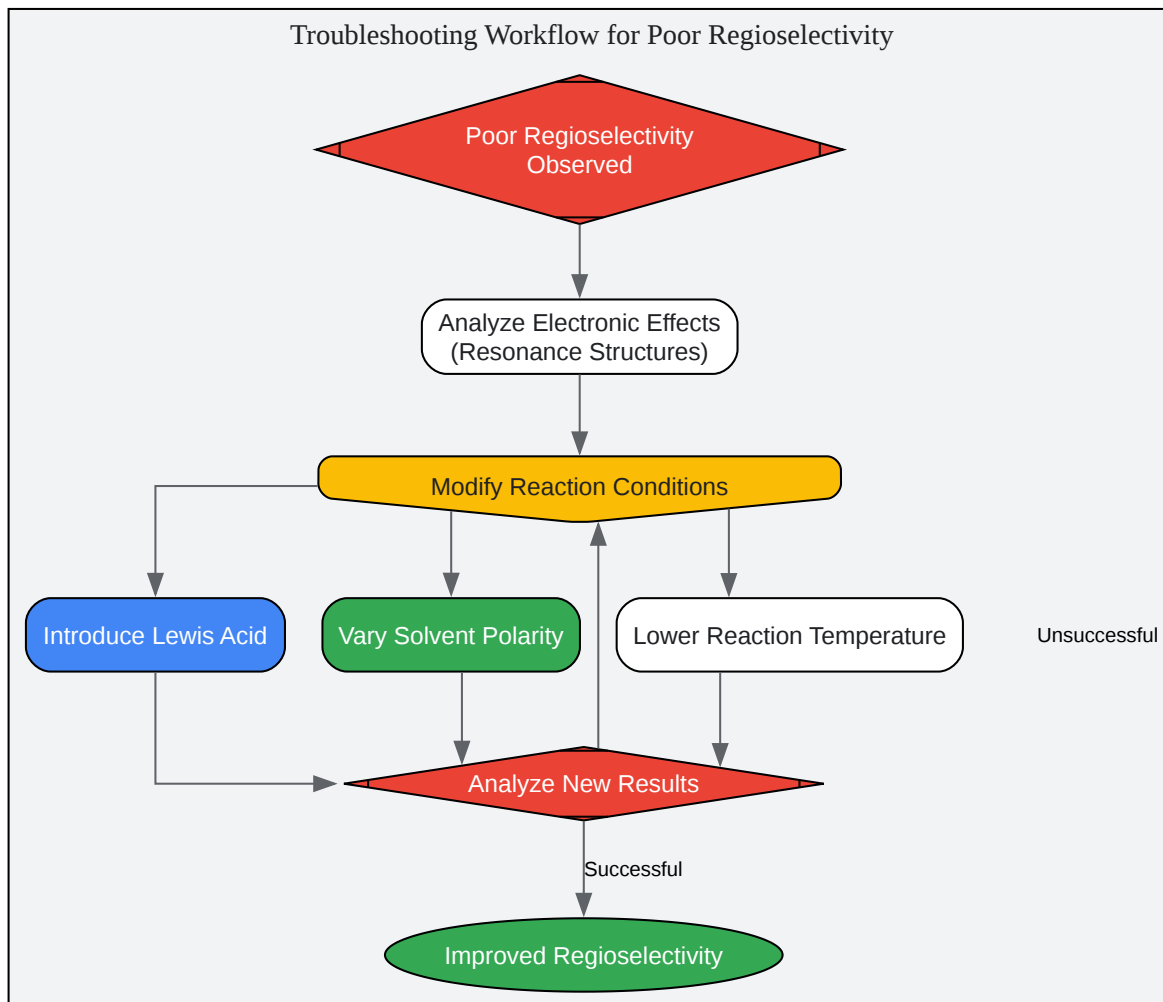 Troubleshooting Workflow for Poor Regioselectivity
Poor Regioselectivity
Observed
Analyze Electronic Effects
(Resonance Structures)
Modify Reaction Conditions
Introduce Lewis Acid
Vary Solvent Polarity
Lower Reaction Temperature
Unsuccessful
Analyze New Results
Successful
Improved Regioselectivity